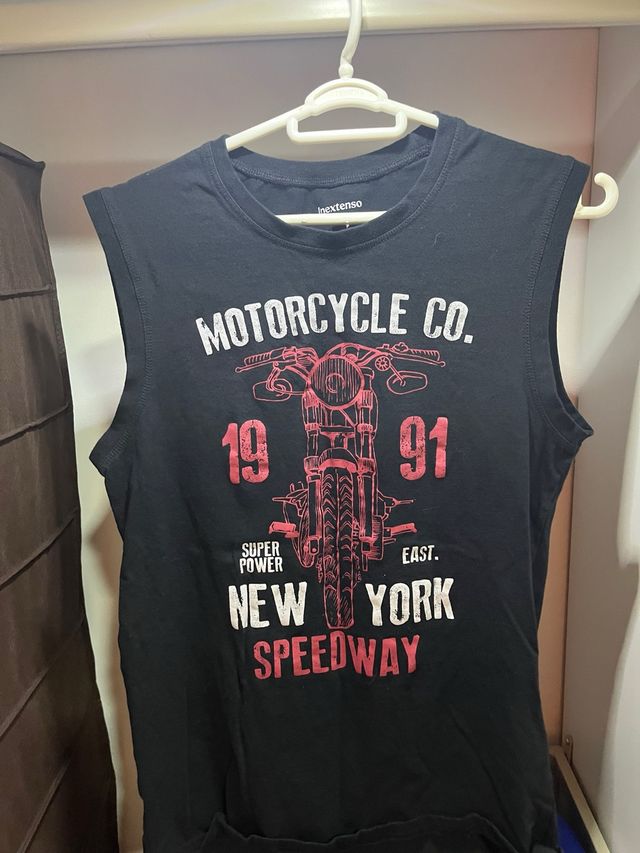 Inextenso
MOTORCYCLE CO.
19 91
SUPER
POWER
EAST.
NEW YORK
SPEEDWAY